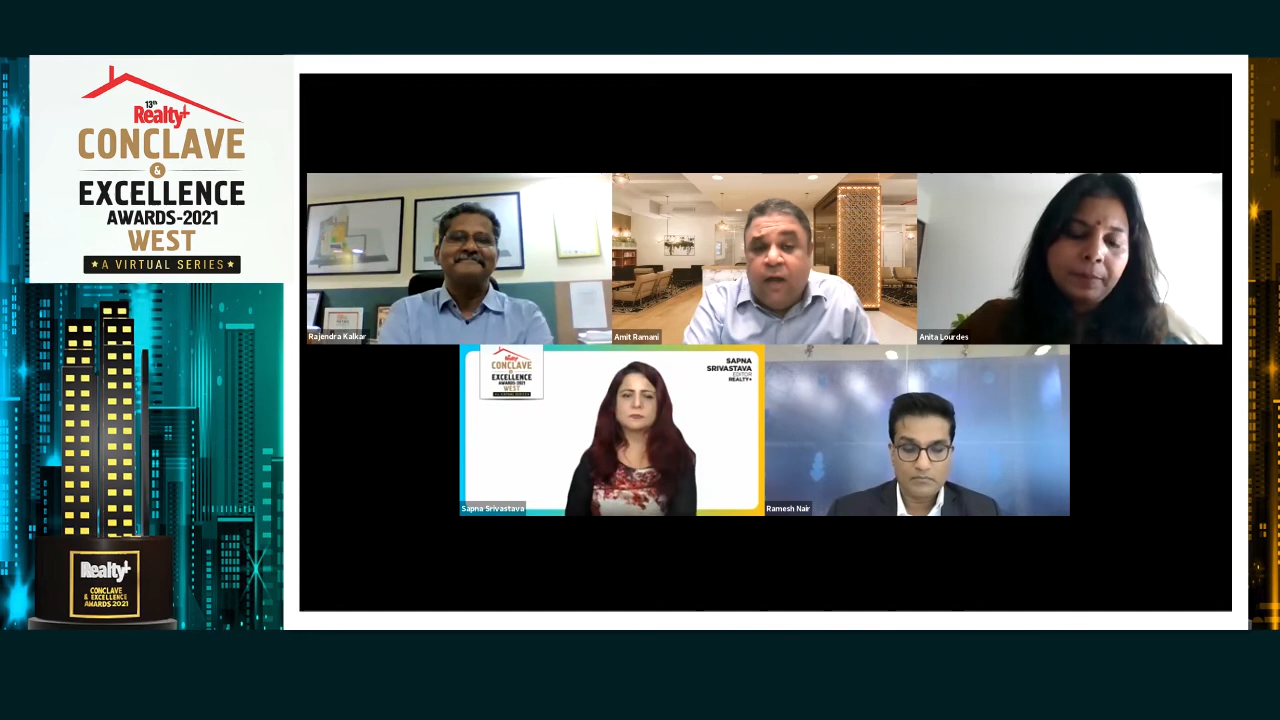 13th
Realty+
CONCLAVE
&
EXCELLENCE
AWARDS-2021
WEST
★A VIRTUAL SERIES★
Realty+
CONCLAVE
& EXCELLENCE
AWARDS 2021
Rajendra Kalkar
Amit Ramani
Anita Lourdes
Realty+
CONCLAVE
&
EXCELLENCE
AWARDS-2021
WEST
SAPNA
SRIVASTAVA
EDITOR
REALTY+
Sapna Srivastava
Ramesh Nair